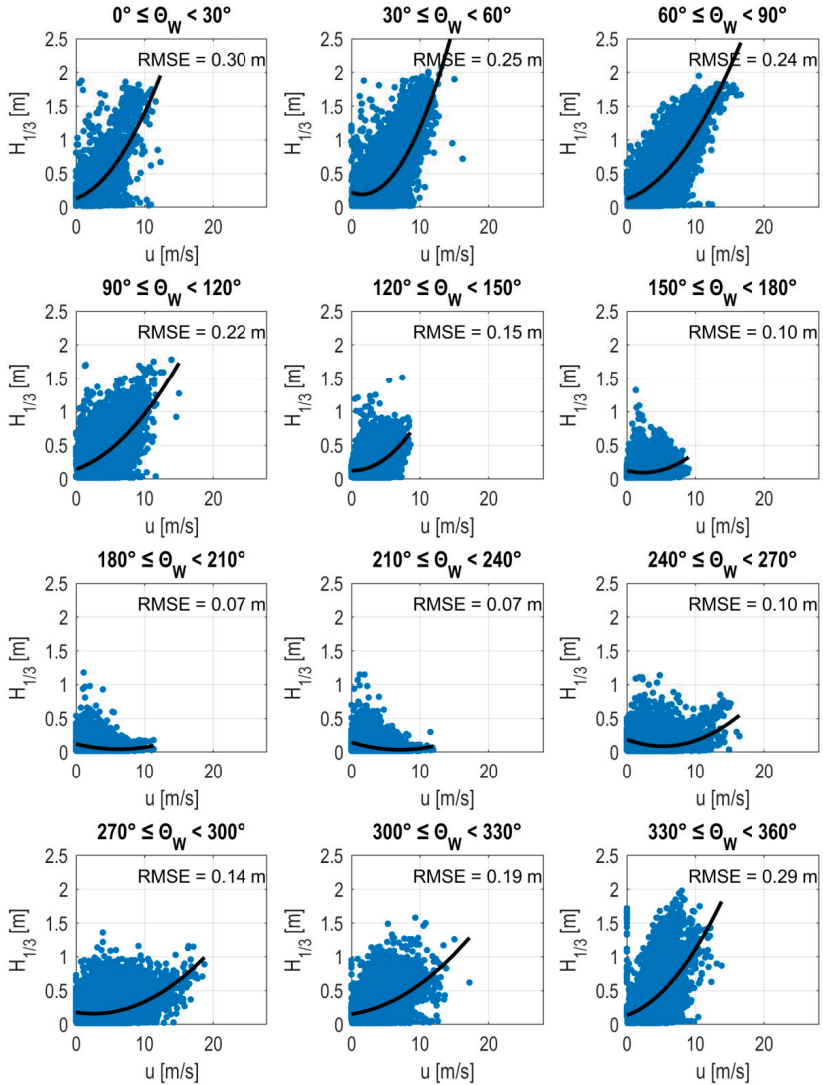 0° ≤ Θ_W < 30°
RMSE = 0.30 m
2.5
2
1.5
1
0.5
0
H_1/3 [m]
0 10 20
u [m/s]
30° ≤ Θ_W < 60°
RMSE = 0.25 m
2.5
2
1.5
1
0.5
0
H_1/3 [m]
0 10 20
u [m/s]
60° ≤ Θ_W < 90°
RMSE = 0.24 m
2.5
2
1.5
1
0.5
0
H_1/3 [m]
0 10 20
u [m/s]
90° ≤ Θ_W < 120°
RMSE = 0.22 m
2.5
2
1.5
1
0.5
0
H_1/3 [m]
0 10 20
u [m/s]
120° ≤ Θ_W < 150°
RMSE = 0.15 m
2.5
2
1.5
1
0.5
0
H_1/3 [m]
0 10 20
u [m/s]
150° ≤ Θ_W < 180°
RMSE = 0.10 m
2.5
2
1.5
1
0.5
0
H_1/3 [m]
0 10 20
u [m/s]
180° ≤ Θ_W < 210°
RMSE = 0.07 m
2.5
2
1.5
1
0.5
0
H_1/3 [m]
0 10 20
u [m/s]
210° ≤ Θ_W < 240°
RMSE = 0.07 m
2.5
2
1.5
1
0.5
0
H_1/3 [m]
0 10 20
u [m/s]
240° ≤ Θ_W < 270°
RMSE = 0.10 m
2.5
2
1.5
1
0.5
0
H_1/3 [m]
0 10 20
u [m/s]
270° ≤ Θ_W < 300°
RMSE = 0.14 m
2.5
2
1.5
1
0.5
0
H_1/3 [m]
0 10 20
u [m/s]
300° ≤ Θ_W < 330°
RMSE = 0.19 m
2.5
2
1.5
1
0.5
0
H_1/3 [m]
0 10 20
u [m/s]
330° ≤ Θ_W < 360°
RMSE = 0.29 m
2.5
2
1.5
1
0.5
0
H_1/3 [m]
0 10 20
u [m/s]